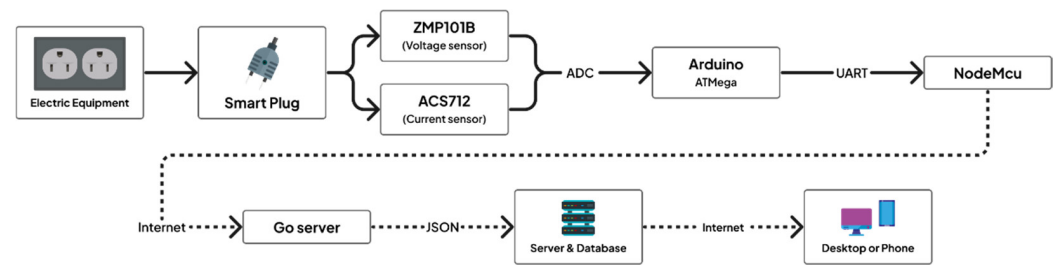 ZMP101B
(Voltage sensor)
Electric Equipment
Smart Plug
ACS712
(Current sensor)
ADC
Arduino
ATMega
UART
NodeMcu
Internet
Go server
JSON
Server & Database
Internet
Desktop or Phone